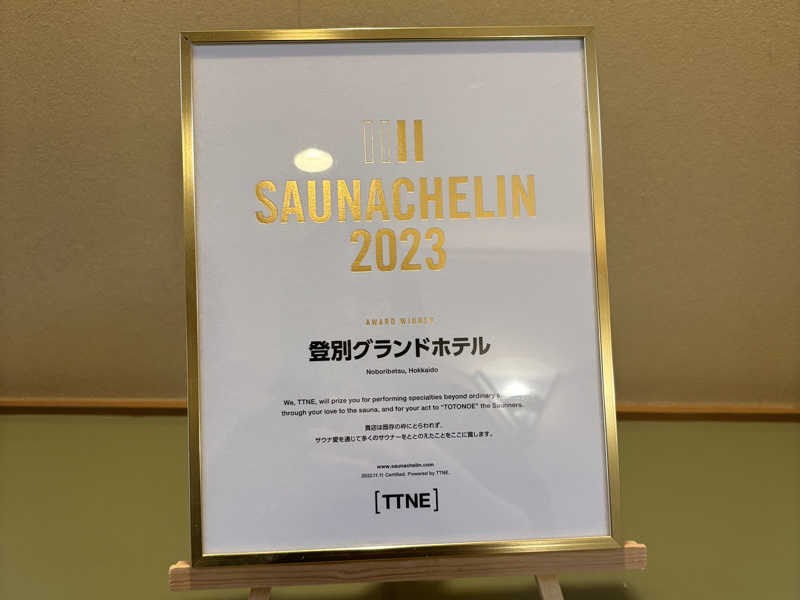 SAUNACHELIN
2023
AWARD WINNER
登別グランドホテル
Noboribetsu, Hokkaido
We, TTNE, will prize you for performing specialties beyond ordinary
through your love to the sauna, and for your act to "TOTONOE" the Saunners.
貴店は既存の枠にとらわれず、
サウナ愛を通じて多くのサウナーをととのえたことをここに賞します。
www.saunachelin.com
2023.11.11 Certified. Powered by TTNE.
[TTNE]